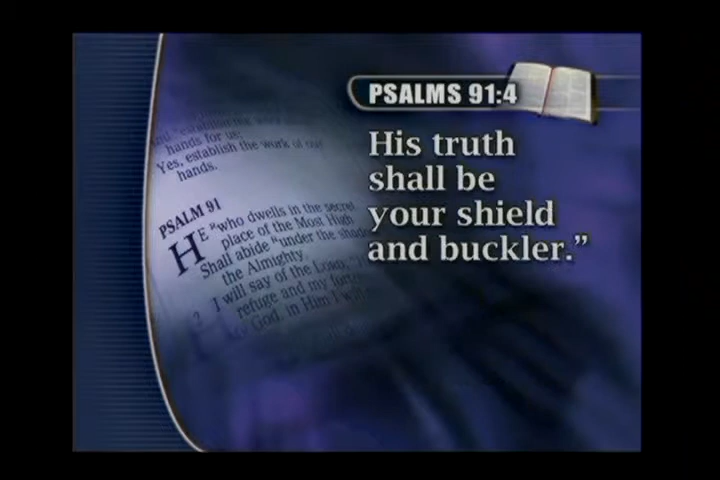 PSALMS 91:4
His truth
shall be
your shield
and buckler.”
hands for us;
Yes, establish the work of our
hands.
PSALM 91
HE "who dwells in the secret
place of the Most High
Shall abide "under the
the Almighty.
2 I will say of the LORD,
refuge and my
God, in Him I